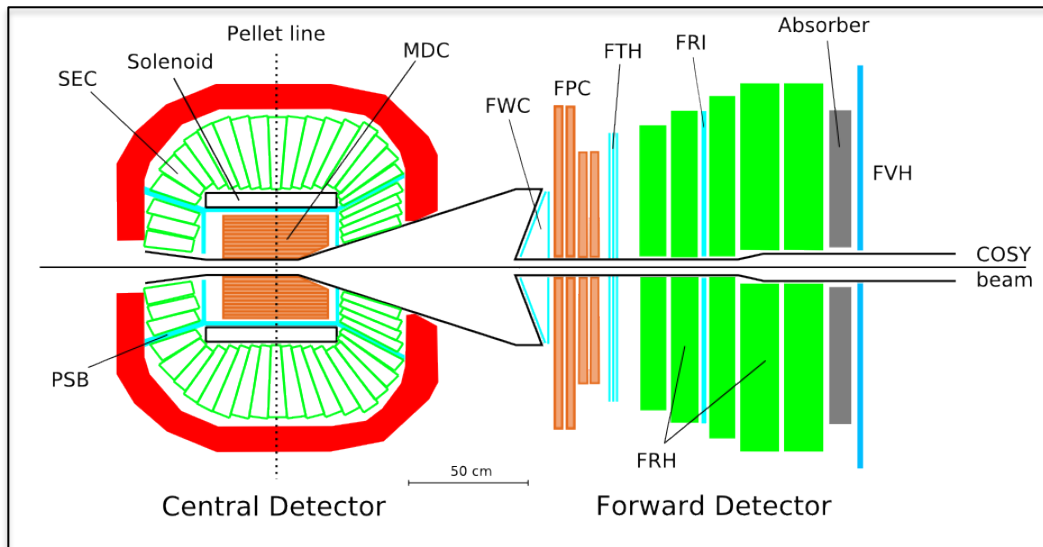 Pellet line
Solenoid
MDC
SEC
FWC
FPC
FTH
FRI
Absorber
FVH
COSY
beam
PSB
FRH
50 cm
Central Detector
Forward Detector